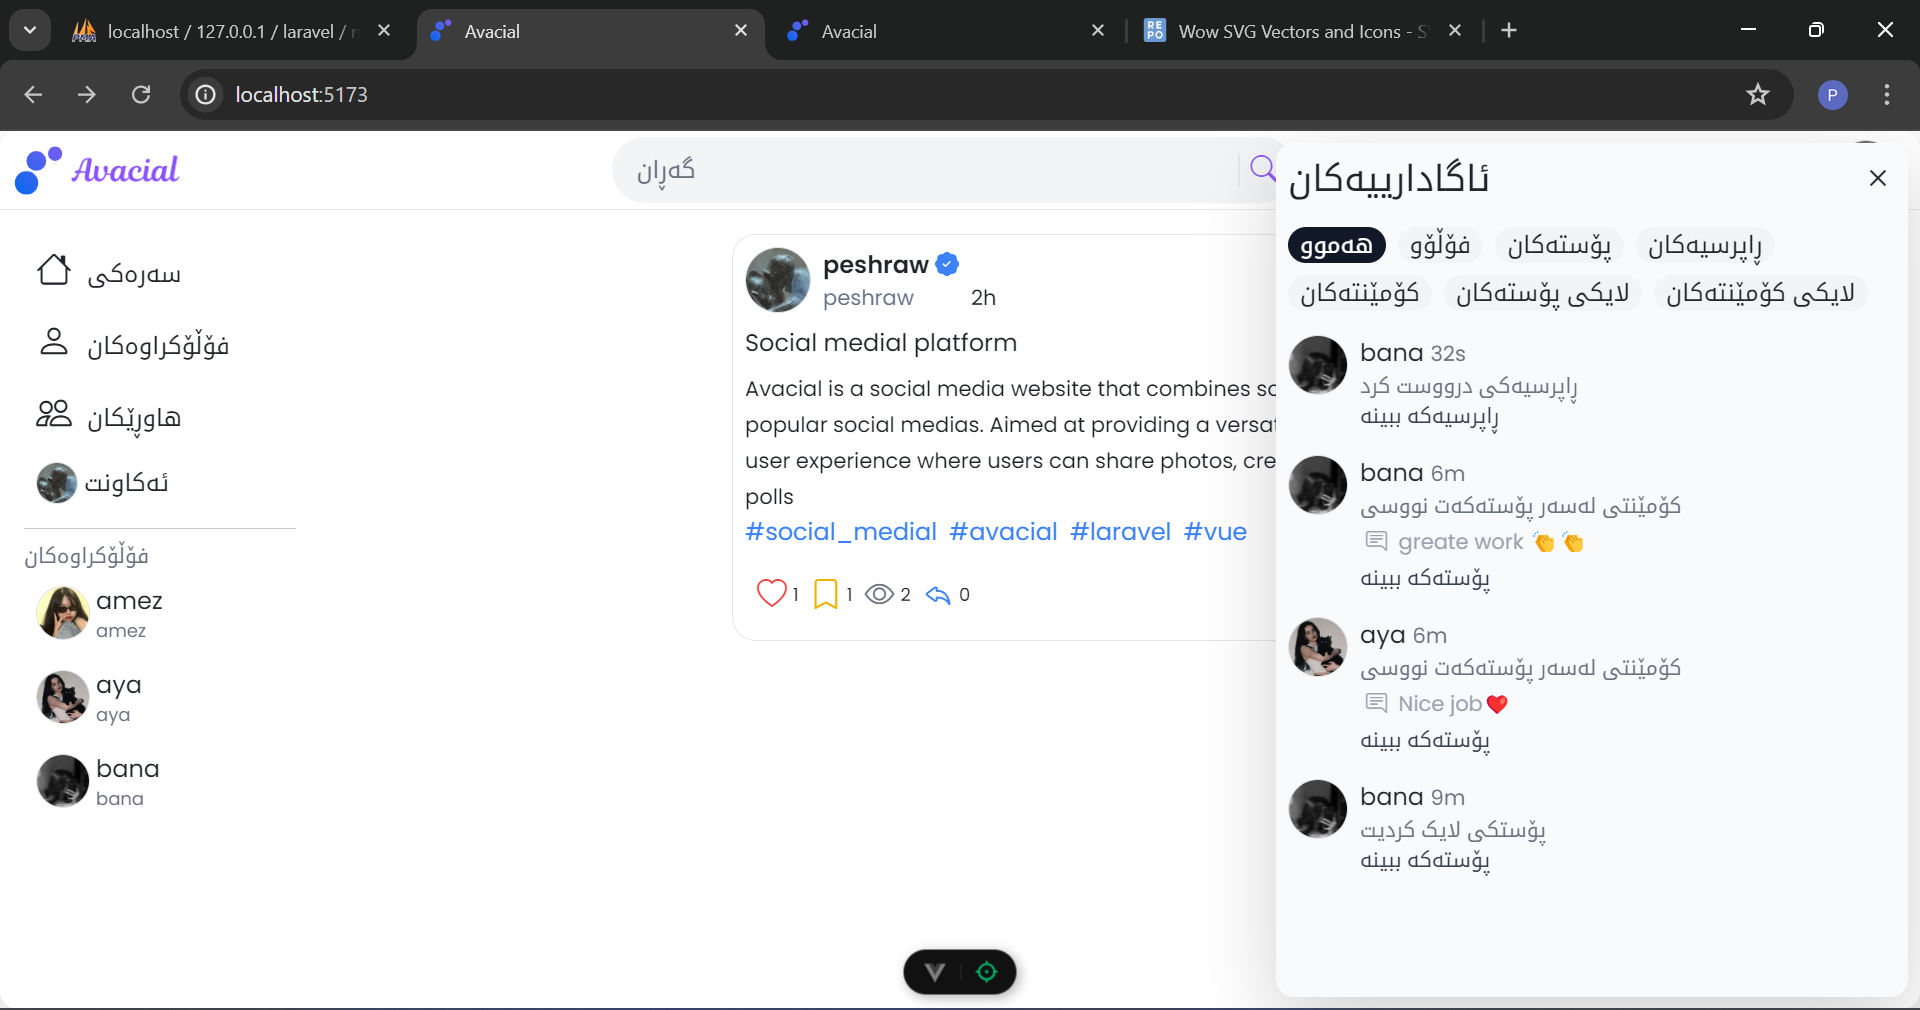 localhost / 127.0.0.1 / laravel /
Avacial
Avacial
Wow SVG Vectors and Icons - S
localhost:5173
P
Avacial
گەڕان
سەرەکی
فۆڵۆکراوەکان
هاوڕێکان
ئەکاونت
فۆڵۆکراوەکان
amez
amez
aya
aya
bana
bana
peshraw
peshraw 2h
Social medial platform
Avacial is a social media website that combines
popular social medias. Aimed at providing a
user experience where users can share photos,
polls
#social_medial #avacial #laravel #vue
1 1 2 0
ئاگادارییەکان
هەموو فۆڵۆو پۆستەکان ڕاپرسیەکان
کۆمێنتەکان لایکی پۆستەکان لایکی کۆمێنتەکان
bana 32s
ڕاپرسیەکی درووست کرد
ڕاپرسیەکە ببینە
bana 6m
کۆمێنتی لەسەر پۆستەکەت نووسی
greate work 👏 👏
پۆستەکە ببینە
aya 6m
کۆمێنتی لەسەر پۆستەکەت نووسی
Nice job❤️
پۆستەکە ببینە
bana 9m
پۆستکی لایک کردیت
پۆستەکە ببینە